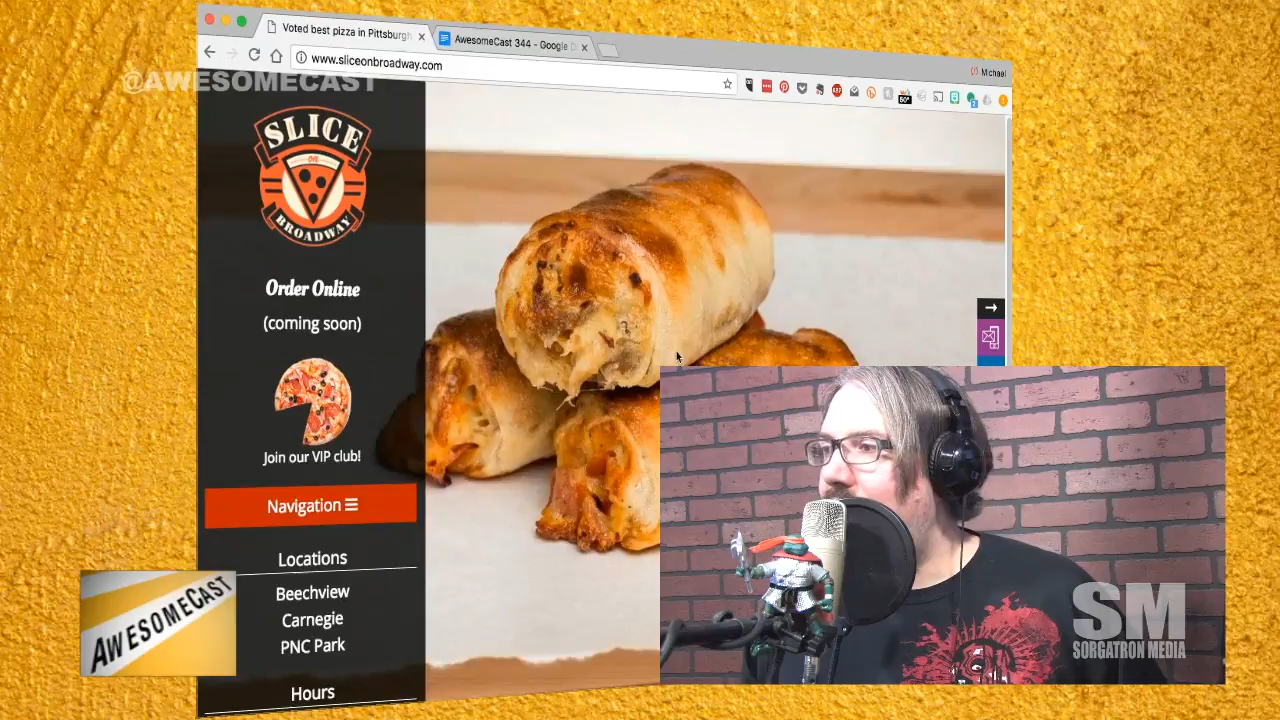 Voted best pizza in Pittsburgh
AwesomeCast 344 - Google D
Michael
www.sliceonbroadway.com
@AWESOMECAST
50°
SLICE
ON
BROADWAY
Order Online
(coming soon)
Join our VIP club!
Navigation
Locations
Beechview
Carnegie
PNC Park
Hours
AWESOMECAST
SM
SORGATRON MEDIA